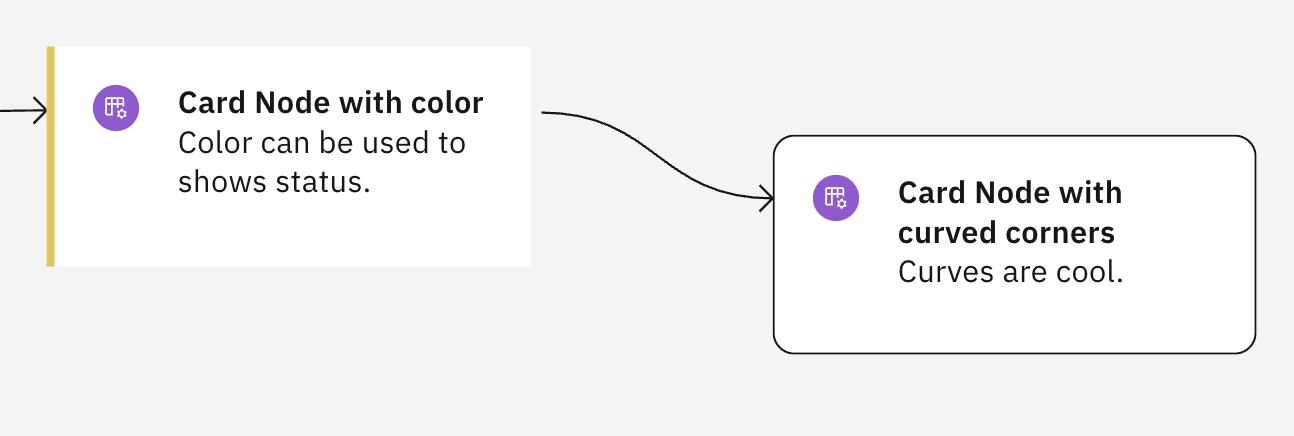 Card Node with color
Color can be used to
shows status.
Card Node with
curved corners
Curves are cool.